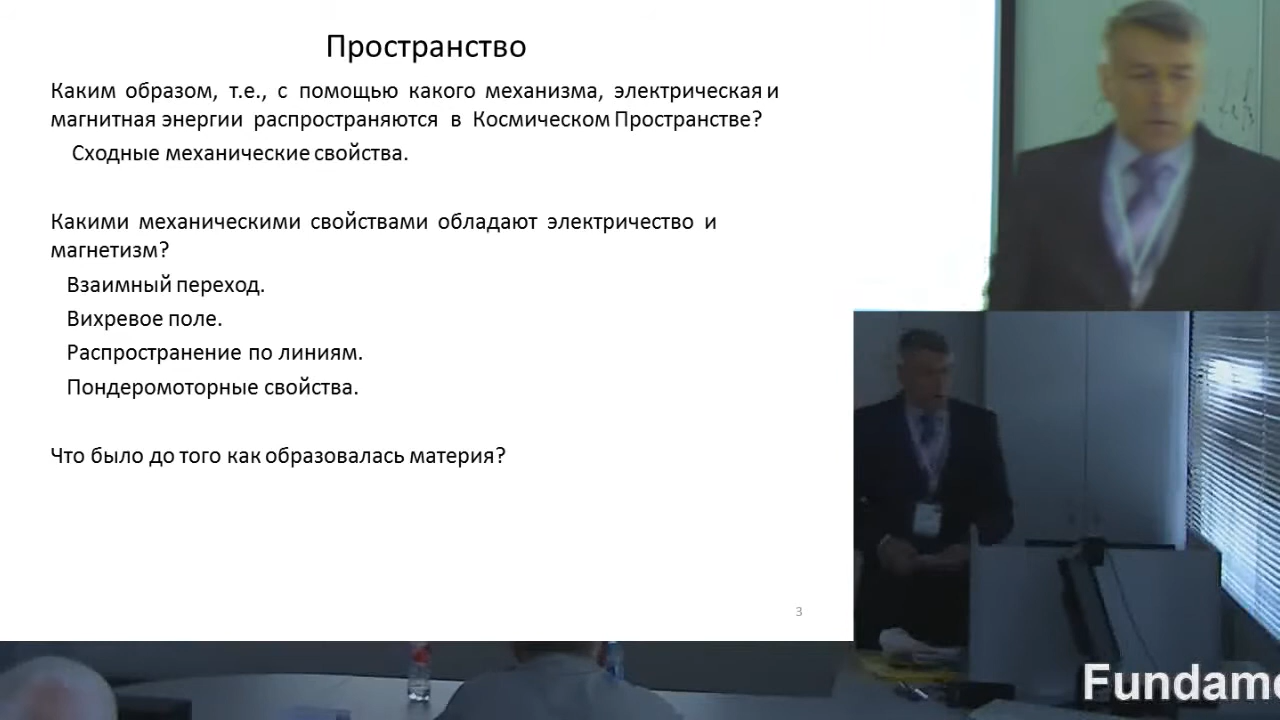 Пространство
Каким образом, т.е., с помощью какого механизма, электрическая и
магнитная энергии распространяются в Космическом Пространстве?
Сходные механические свойства.
Какими механическими свойствами обладают электричество и
магнетизм?
Взаимный переход.
Вихревое поле.
Распространение по линиям.
Пондеромоторные свойства.
Что было до того как образовалась материя?
3
Fundame